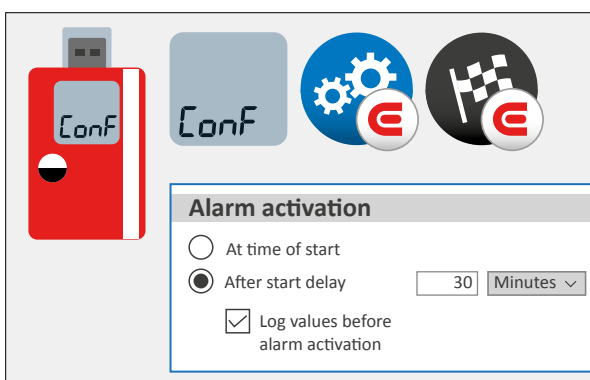 ConF
ConF
Alarm activation
At time of start
After start delay 30 Minutes
Log values before
alarm activation